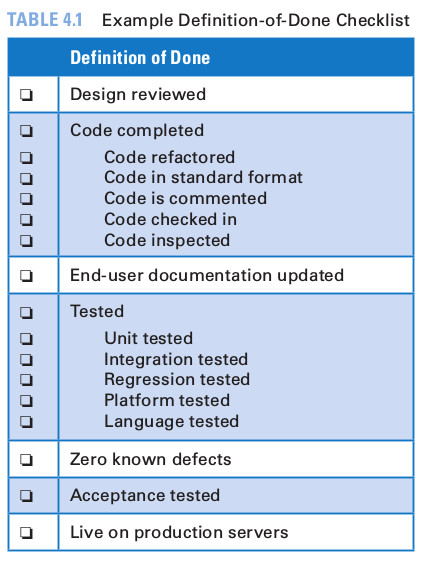 TABLE 4.1 Example Definition-of-Done Checklist
Definition of Done
❏ Design reviewed
❏ Code completed
❏ Code refactored
❏ Code in standard format
❏ Code is commented
❏ Code checked in
❏ Code inspected
❏ End-user documentation updated
❏ Tested
❏ Unit tested
❏ Integration tested
❏ Regression tested
❏ Platform tested
❏ Language tested
❏ Zero known defects
❏ Acceptance tested
❏ Live on production servers